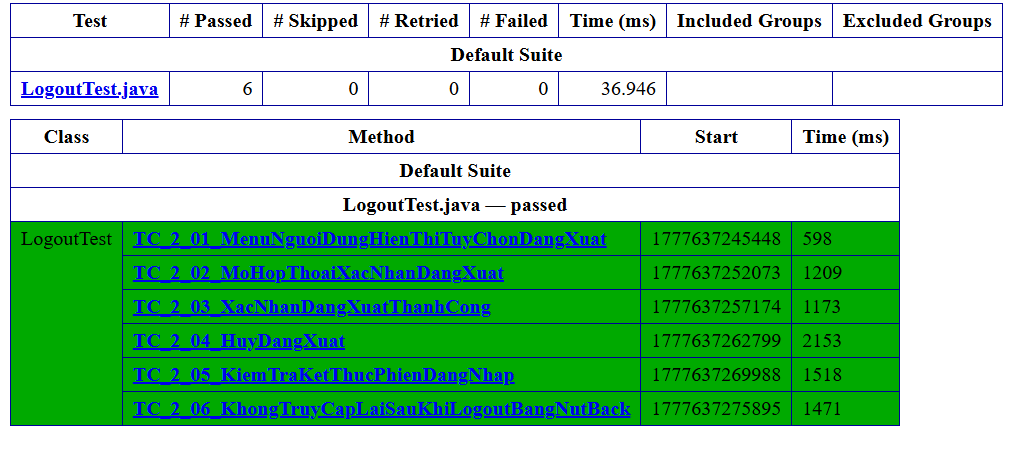 Test # Passed # Skipped # Retried # Failed Time (ms) Included Groups Excluded Groups
Default Suite
LogoutTest.java 6 0 0 0 36.946
Class Method Start Time (ms)
Default Suite
LogoutTest.java — passed
LogoutTest TC_2_01_MenuNguoiDungHienThiTuyChonDangXuat 1777637245448 598
TC_2_02_MoHopThoaiXacNhanDangXuat 1777637252073 1209
TC_2_03_XacNhanDangXuatThanhCong 1777637257174 1173
TC_2_04_HuyDangXuat 1777637262799 2153
TC_2_05_KiemTraKetThucPhienDangNhap 1777637269988 1518
TC_2_06_KhongTruyCapLaiSauKhiLogoutBangNutBack 1777637275895 1471